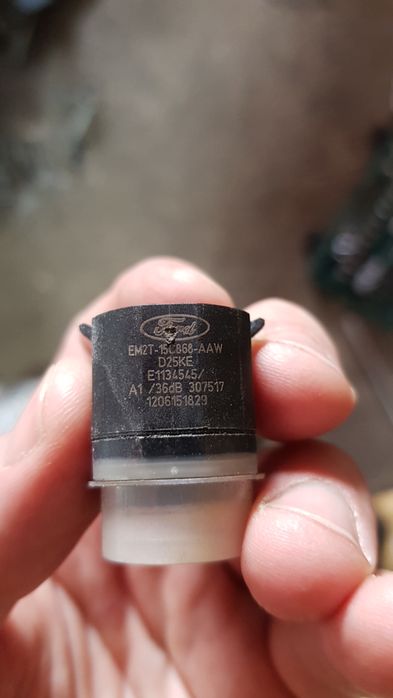 Ford
EM2T-15C868-AAW
D25KE
E1134545/
A1 /36dB 307517
1206151829